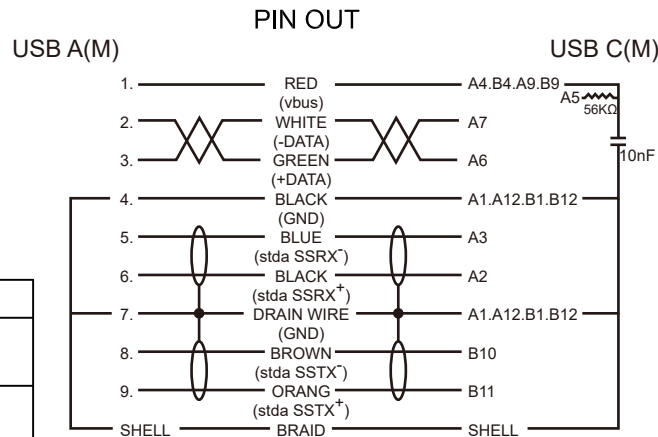 PIN OUT
USB A(M) USB C(M)
1. RED A4.B4.A9.B9
(vbus) A5 56KΩ
2. WHITE A7
(-DATA) 10nF
3. GREEN A6
(+DATA)
4. BLACK A1.A12.B1.B12
(GND)
5. BLUE A3
(stda SSRX-)
6. BLACK A2
(stda SSRX+)
7. DRAIN WIRE A1.A12.B1.B12
(GND)
8. BROWN B10
(stda SSTX-)
9. ORANG B11
(stda SSTX+)
SHELL BRAID SHELL